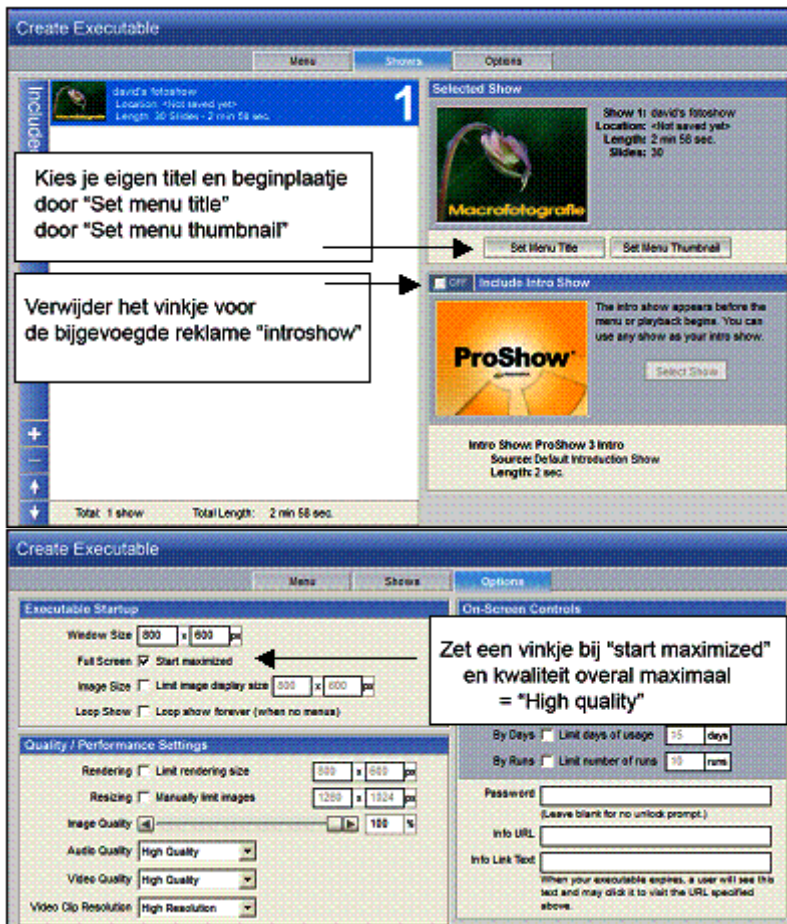 Create Executable
Menu Shows Options
Include
david's fotoshow
Location: <Not saved yet>
Length: 30 Slides - 2 min 58 sec.
1
Kies je eigen titel en beginplaatje
door "Set menu title"
door "Set menu thumbnail"
Verwijder het vinkje voor
de bijgevoegde reklame "introshow"
Total: 1 show Total Length: 2 min 58 sec.
Selected Show
Macrofotografie
Show 1: david's fotoshow
Location: <Not saved yet>
Length: 2 min 58 sec.
Slides: 30
Set Menu Title Set Menu Thumbnail
OFF Include Intro Show
ProShow
The intro show appears before the
menu or playback begins. You can
use any show as your intro show.
Select Show
Intro Show: ProShow 3 Intro
Source: Default Introduction Show
Length: 2 sec.
Create Executable
Menu Shows Options
Executable Startup
Window Size 800 x 600 px
Full Screen Start maximized
Image Size Limit image display size 800 x 600 px
Loop Show Loop show forever (when no menus)
Quality / Performance Settings
Rendering Limit rendering size 800 x 600 px
Resizing Manually limit images 1280 x 1024 px
Image Quality 100 %
Audio Quality High Quality
Video Quality High Quality
Video Clip Resolution High Resolution
On-Screen Controls
Zet een vinkje bij "start maximized"
en kwaliteit overal maximaal
= "High quality"
By Days Limit days of usage 15 days
By Runs Limit number of runs 10 runs
Password
(Leave blank for no unlock prompt.)
Info URL
Info Link Text
When your executable expires, a user will see this
text and may click it to visit the URL specified
above.